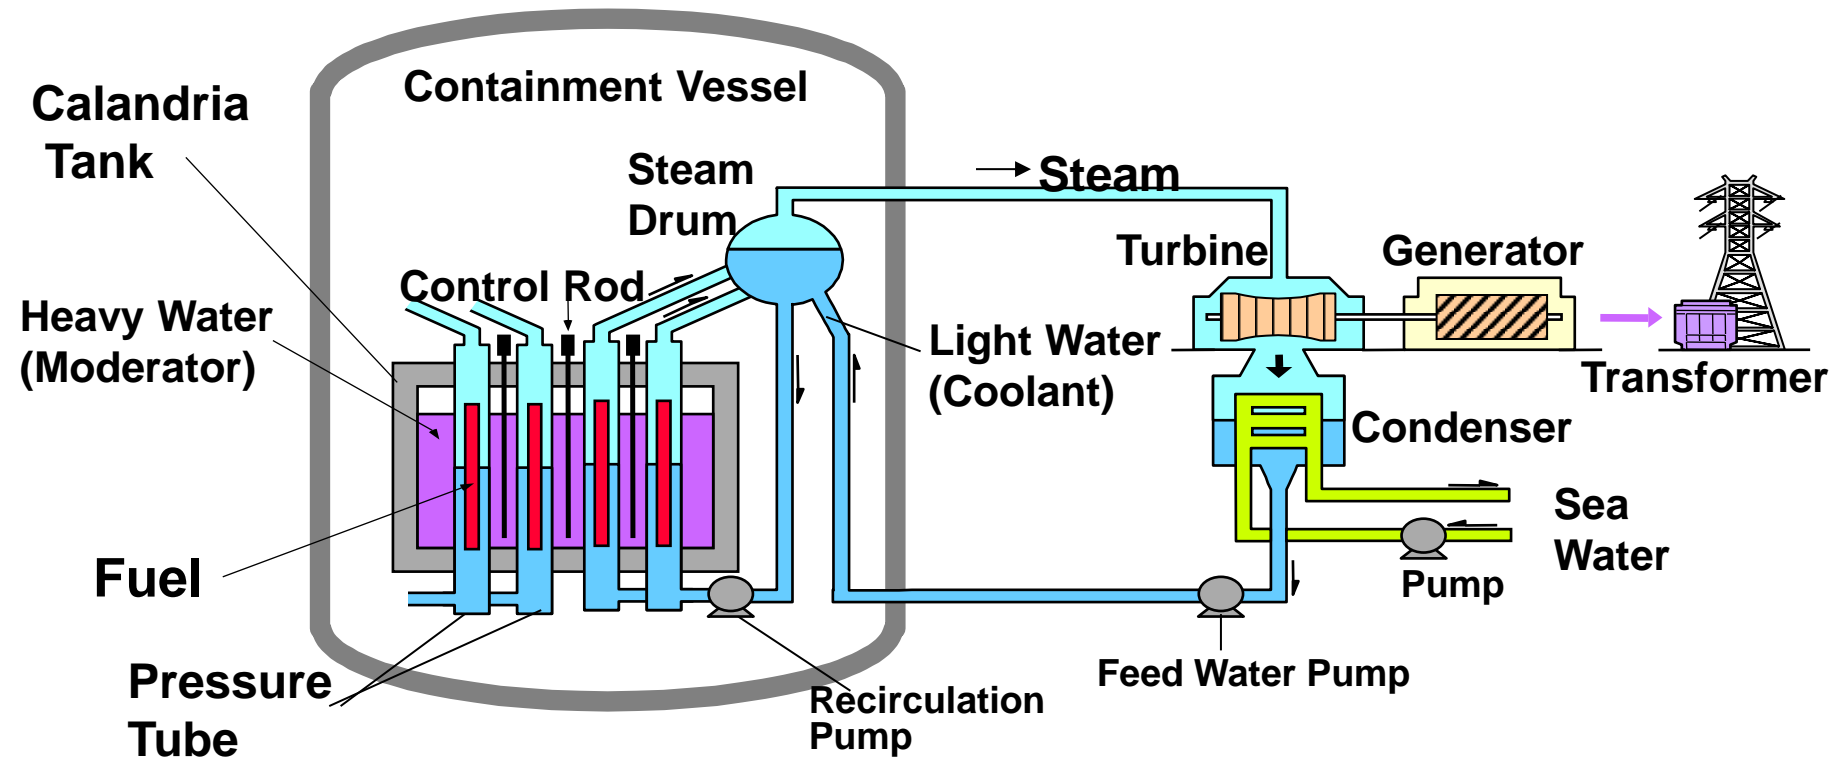 Containment Vessel
Calandria
Tank
Steam
Drum
Steam
Turbine
Generator
Control Rod
Heavy Water
(Moderator)
Light Water
(Coolant)
Transformer
Condenser
Sea
Water
Fuel
Pump
Pressure
Tube
Recirculation
Pump
Feed Water Pump